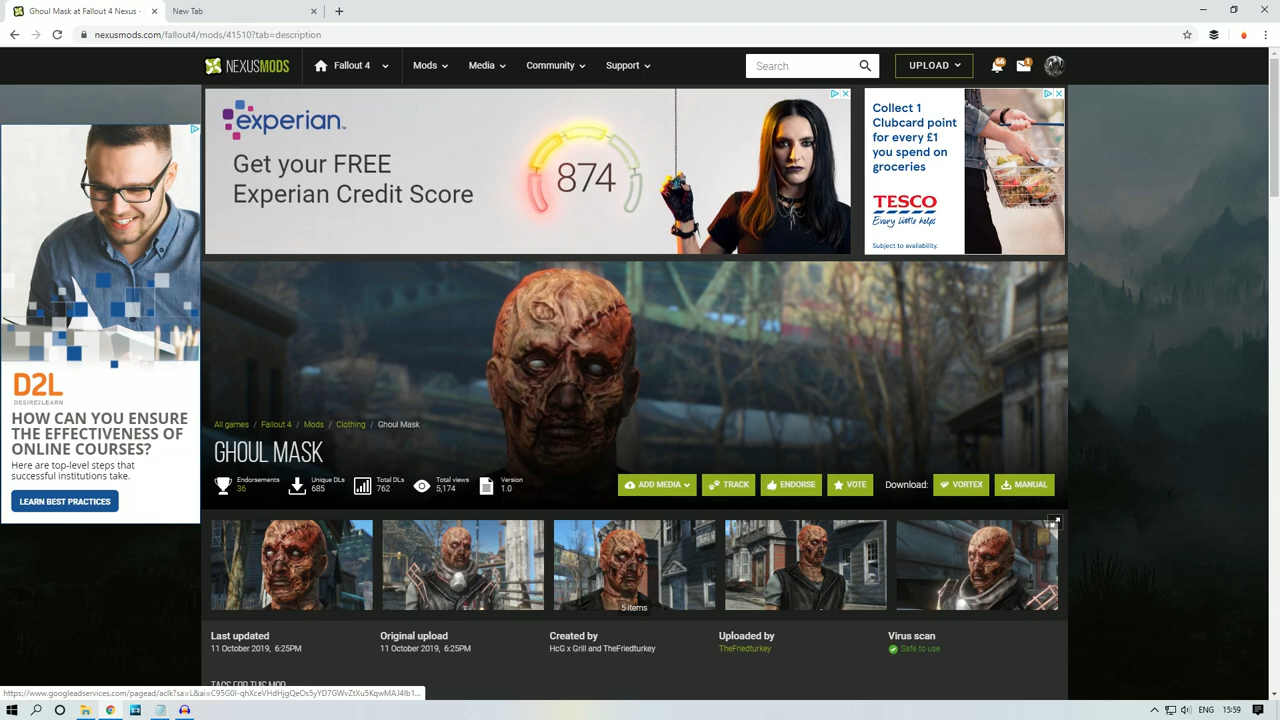 Ghoul Mask at Fallout 4 Nexus -
New Tab
nexusmods.com/fallout4/mods/41510?tab=description
NEXUSMODS
Fallout 4
Mods
Media
Community
Support
Search
UPLOAD
66
1
experian.
Get your FREE
Experian Credit Score
874
Collect 1
Clubcard point
for every £1
you spend on
groceries
TESCO
Every little helps
Subject to availability.
D2L
DESIRE2LEARN
HOW CAN YOU ENSURE
THE EFFECTIVENESS OF
ONLINE COURSES?
Here are top-level steps that
successful institutions take.
LEARN BEST PRACTICES
All games / Fallout 4 / Mods / Clothing / Ghoul Mask
GHOUL MASK
Endorsements
36
Unique DLs
685
Total DLs
762
Total views
5,174
Version
1.0
ADD MEDIA
TRACK
ENDORSE
VOTE
Download:
VORTEX
MANUAL
5 items
Last updated
11 October 2019, 6:25PM
Original upload
11 October 2019, 6:25PM
Created by
HcG x Grill and TheFriedturkey
Uploaded by
TheFriedturkey
Virus scan
Safe to use
TAGS FOR THIS MOD
ENG
15:59